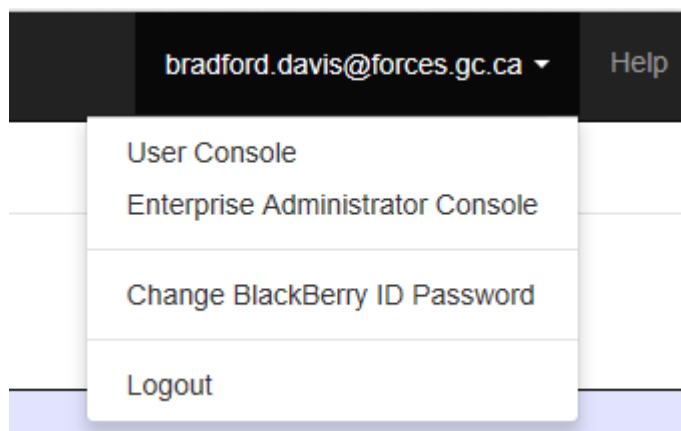 bradford.davis@forces.gc.ca Help
User Console
Enterprise Administrator Console
Change BlackBerry ID Password
Logout